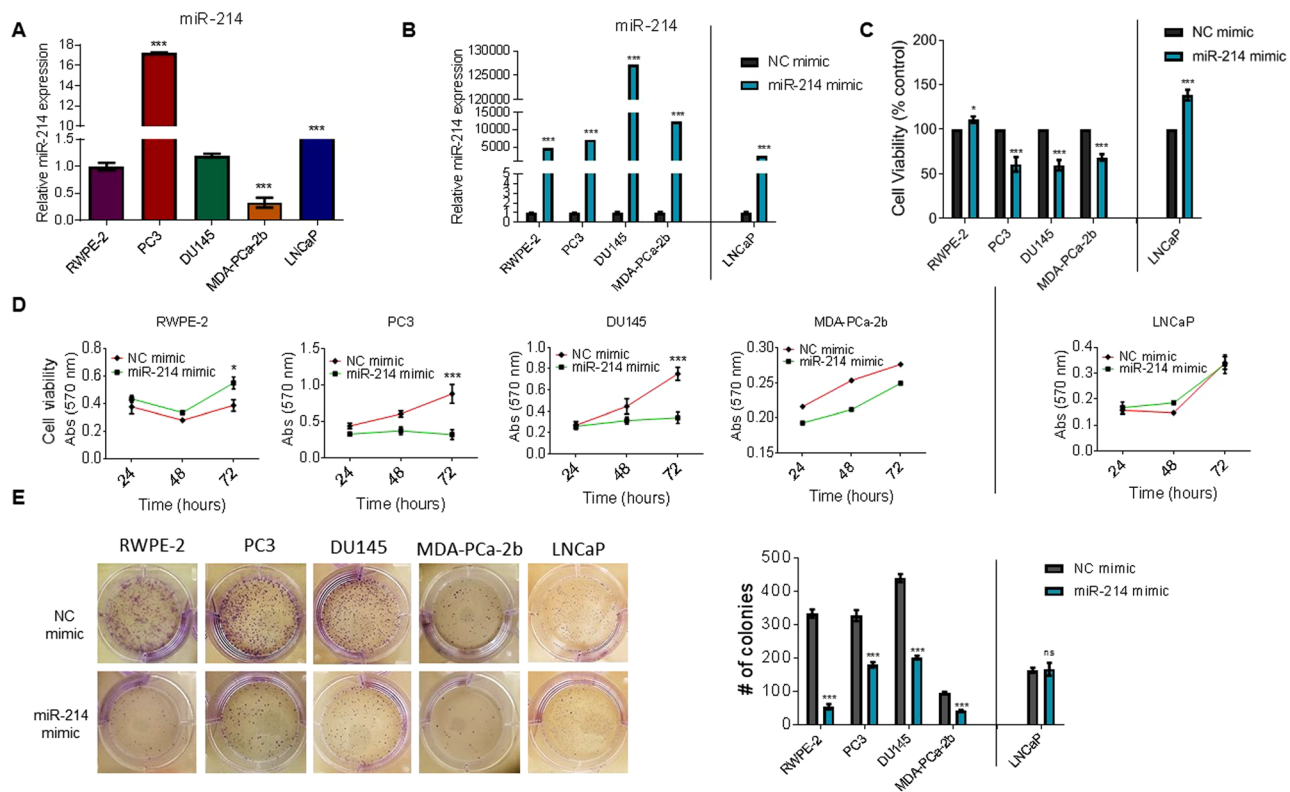 A
miR-214
Relative miR-214 expression
18
16
14
12
10
1.5
1.0
0.5
0.0
***
***
***
RWPE-2
PC3
DU145
MDA-PCa-2b
LNCaP
B
miR-214
Relative miR-214 expression
130000
125000
120000
15000
10000
5000
5
4
3
2
1
0
***
***
***
***
***
NC mimic
miR-214 mimic
RWPE-2
PC3
DU145
MDA-PCa-2b
LNCaP
C
Cell Viability (% control)
200
150
100
50
0
*
***
***
***
***
NC mimic
miR-214 mimic
RWPE-2
PC3
DU145
MDA-PCa-2b
LNCaP
D
RWPE-2
Cell viability
Abs (570 nm)
0.8
0.6
0.4
0.2
0.0
NC mimic
miR-214 mimic
*
24
48
72
Time (hours)
PC3
Abs (570 nm)
1.5
1.0
0.5
0.0
NC mimic
miR-214 mimic
***
24
48
72
Time (hours)
DU145
Abs (570 nm)
1.0
0.8
0.6
0.4
0.2
0.0
NC mimic
miR-214 mimic
***
24
48
72
Time (hours)
MDA-PCa-2b
Abs (570 nm)
0.30
0.25
0.20
0.15
NC mimic
miR-214 mimic
24
48
72
Time (hours)
LNCaP
Abs (570 nm)
0.4
0.3
0.2
0.1
0.0
NC mimic
miR-214 mimic
24
48
72
Time (hours)
E
RWPE-2
PC3
DU145
MDA-PCa-2b
LNCaP
NC
mimic
miR-214
mimic
# of colonies
500
400
300
200
100
0
***
***
***
***
ns
NC mimic
miR-214 mimic
RWPE-2
PC3
DU145
MDA-PCa-2b
LNCaP